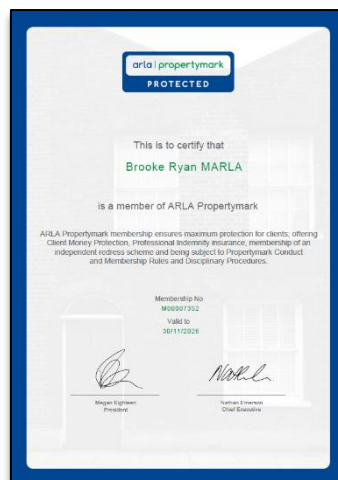 arla | propertymark
PROTECTED
This is to certify that
Brooke Ryan MARLA
is a member of ARLA Propertymark
ARLA Propertymark membership ensures maximum protection for clients; offering
Client Money Protection, Professional Indemnity insurance, membership of an
independent redress scheme and being subject to Propertymark Conduct
and Membership Rules and Disciplinary Procedures.
Membership No
M00007352
Valid to
30/11/2026
Megan Eighteen
President
Nathan Emerson
Chief Executive